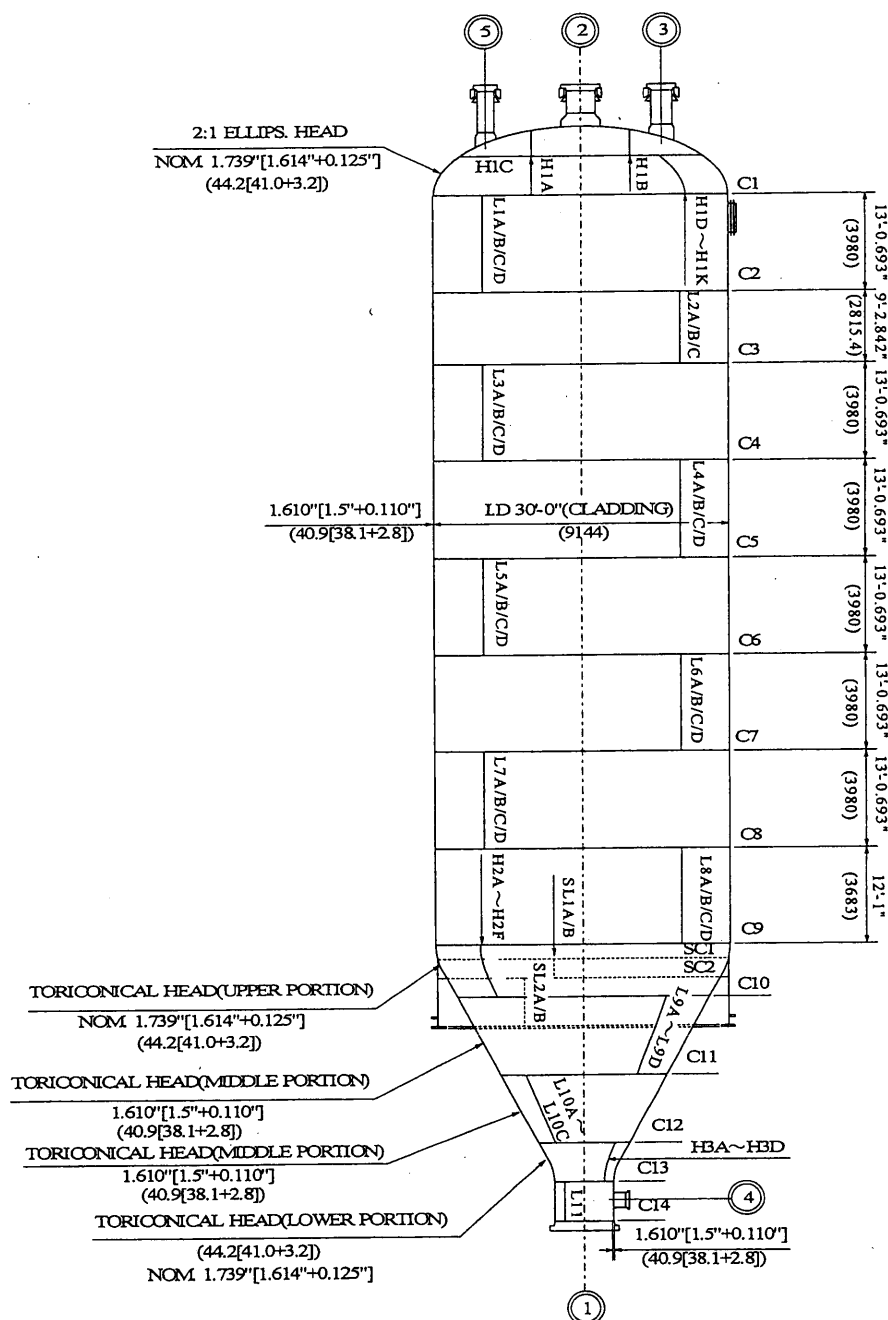 5
2
3
2:1 ELLIPS. HEAD
NOM. 1.739"[1.614"+0.125"]
(44.2[41.0+3.2])
H1C
H1A
H1B
C1
L1A/B/C/D
H1D～H1K
13'-0.693"
(3980)
C2
L2A/B/C
9'-2.842"
(2815.4)
C3
L3A/B/C/D
13'-0.693"
(3980)
C4
1.610"[1.5"+0.110"]
(40.9[38.1+2.8])
I.D 30'-0"(CLADDING)
(9144)
L4A/B/C/D
13'-0.693"
(3980)
C5
L5A/B/C/D
13'-0.693"
(3980)
C6
L6A/B/C/D
13'-0.693"
(3980)
C7
L7A/B/C/D
13'-0.693"
(3980)
C8
H2A～H2F
SL1A/B
L8A/B/C/D
12'-1"
(3683)
C9
SC1
SC2
SL2A/B
C10
TORICONICAL HEAD(UPPER PORTION)
NOM. 1.739"[1.614"+0.125"]
(44.2[41.0+3.2])
L9A～L9D
C11
TORICONICAL HEAD(MIDDLE PORTION)
1.610"[1.5"+0.110"]
(40.9[38.1+2.8])
L10A～
L10C
C12
TORICONICAL HEAD(MIDDLE PORTION)
1.610"[1.5"+0.110"]
(40.9[38.1+2.8])
H3A～H3D
C13
L11
4
C14
TORICONICAL HEAD(LOWER PORTION)
(44.2[41.0+3.2])
NOM. 1.739"[1.614"+0.125"]
1.610"[1.5"+0.110"]
(40.9[38.1+2.8])
1